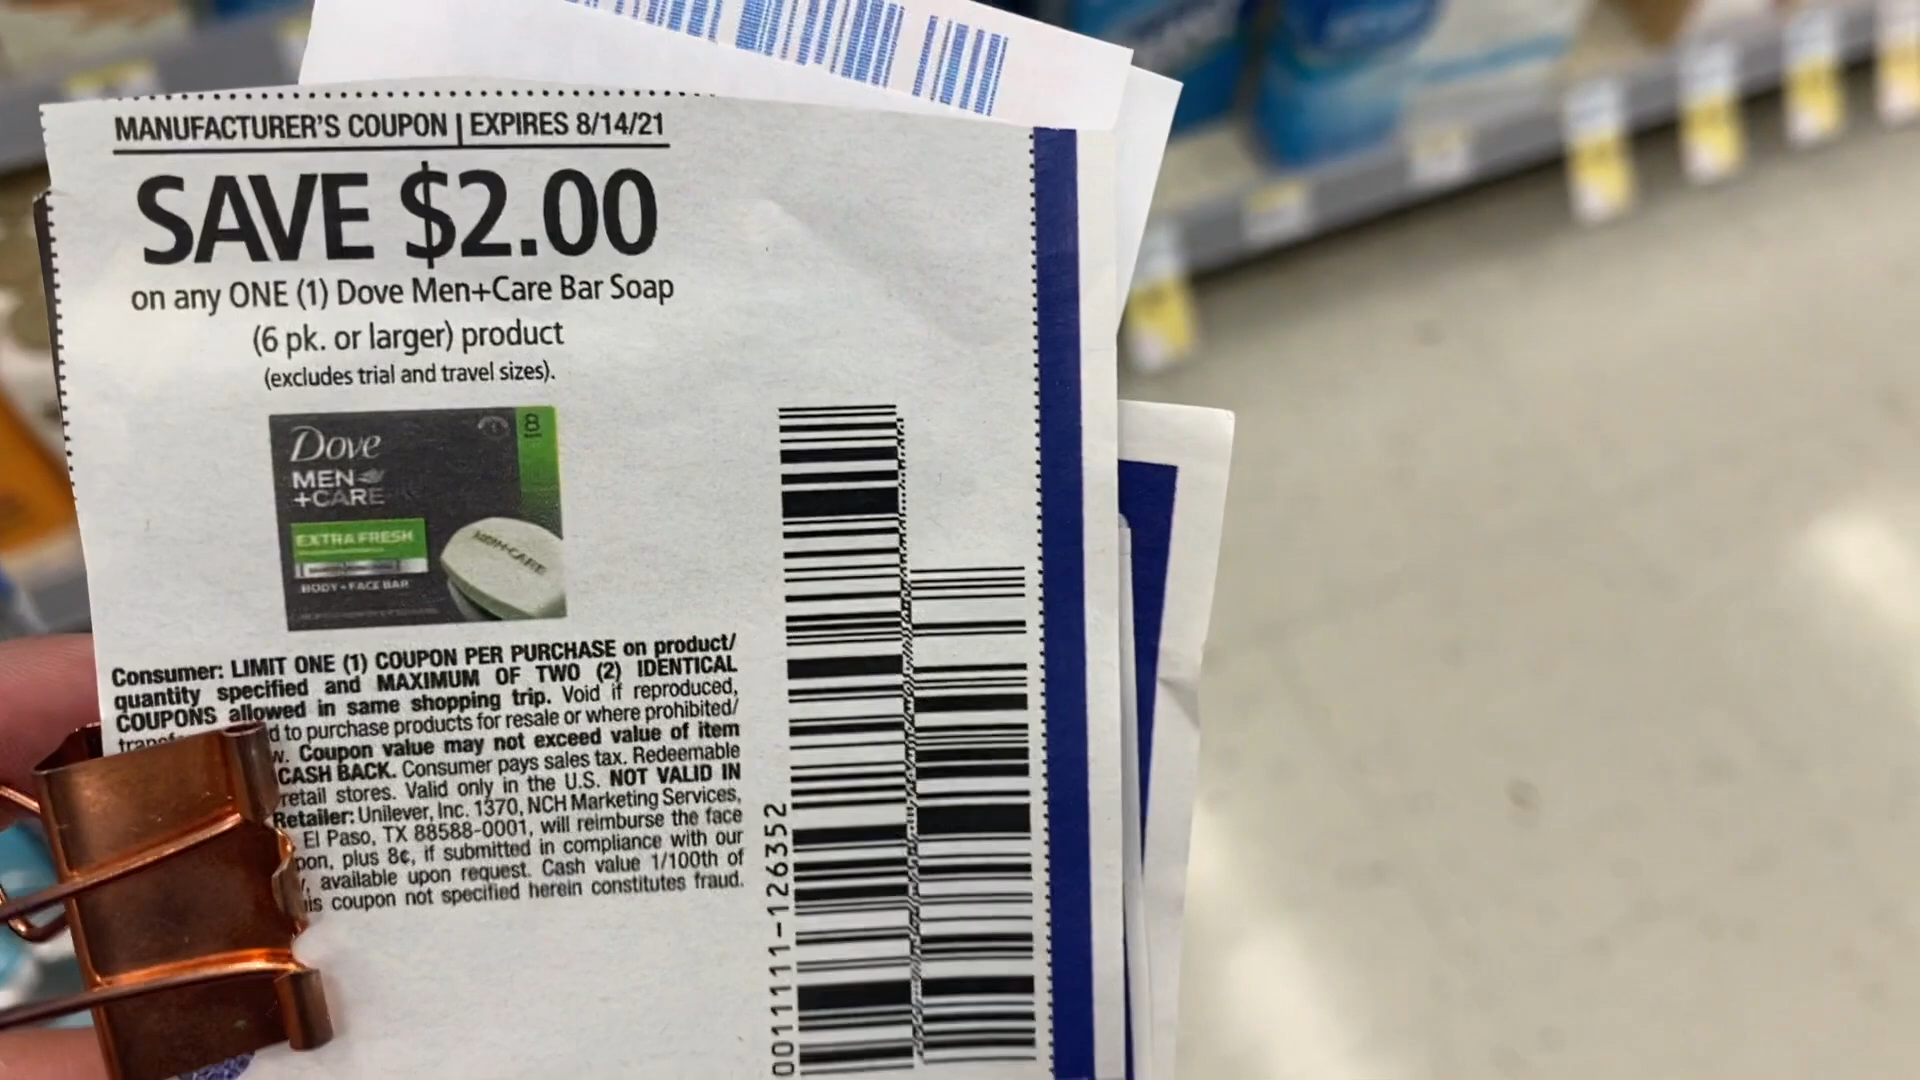 MANUFACTURER'S COUPON | EXPIRES 8/14/21
SAVE $2.00
on any ONE (1) Dove Men+Care Bar Soap
(6 pk. or larger) product
(excludes trial and travel sizes).
Dove
8
MEN
+CARE
EXTRA FRESH
MEN+CARE
BODY + FACE BAR
Consumer: LIMIT ONE (1) COUPON PER PURCHASE on product/
quantity specified and MAXIMUM OF TWO (2) IDENTICAL
COUPONS allowed in same shopping trip. Void if reproduced,
d to purchase products for resale or where prohibited/
w. Coupon value may not exceed value of item
CASH BACK. Consumer pays sales tax. Redeemable
retail stores. Valid only in the U.S. NOT VALID IN
Retailer: Unilever, Inc. 1370, NCH Marketing Services,
El Paso, TX 88588-0001, will reimburse the face
pon, plus 8¢, if submitted in compliance with our
, available upon request. Cash value 1/100th of
is coupon not specified herein constitutes fraud.
001111-126352